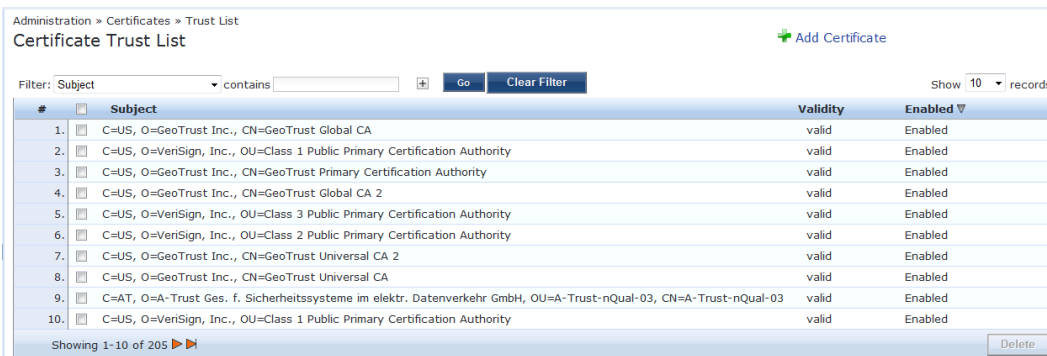 Administration » Certificates » Trust List
Certificate Trust List
Add Certificate
Filter: Subject contains Go Clear Filter Show 10 records
# Subject Validity Enabled
1. C=US, O=GeoTrust Inc., CN=GeoTrust Global CA valid Enabled
2. C=US, O=VeriSign, Inc., OU=Class 1 Public Primary Certification Authority valid Enabled
3. C=US, O=GeoTrust Inc., CN=GeoTrust Primary Certification Authority valid Enabled
4. C=US, O=GeoTrust Inc., CN=GeoTrust Global CA 2 valid Enabled
5. C=US, O=VeriSign, Inc., OU=Class 3 Public Primary Certification Authority valid Enabled
6. C=US, O=VeriSign, Inc., OU=Class 2 Public Primary Certification Authority valid Enabled
7. C=US, O=GeoTrust Inc., CN=GeoTrust Universal CA 2 valid Enabled
8. C=US, O=GeoTrust Inc., CN=GeoTrust Universal CA valid Enabled
9. C=AT, O=A-Trust Ges. f. Sicherheitssysteme im elektr. Datenverkehr GmbH, OU=A-Trust-nQual-03, CN=A-Trust-nQual-03 valid Enabled
10. C=US, O=VeriSign, Inc., OU=Class 1 Public Primary Certification Authority valid Enabled
Showing 1-10 of 205 Delete